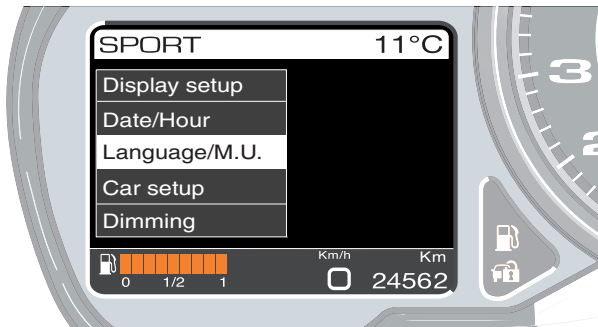 SPORT 11°C
Display setup
Date/Hour
Language/M.U.
Car setup
Dimming
Km/h Km
0 1/2 1 0 24562
3
2